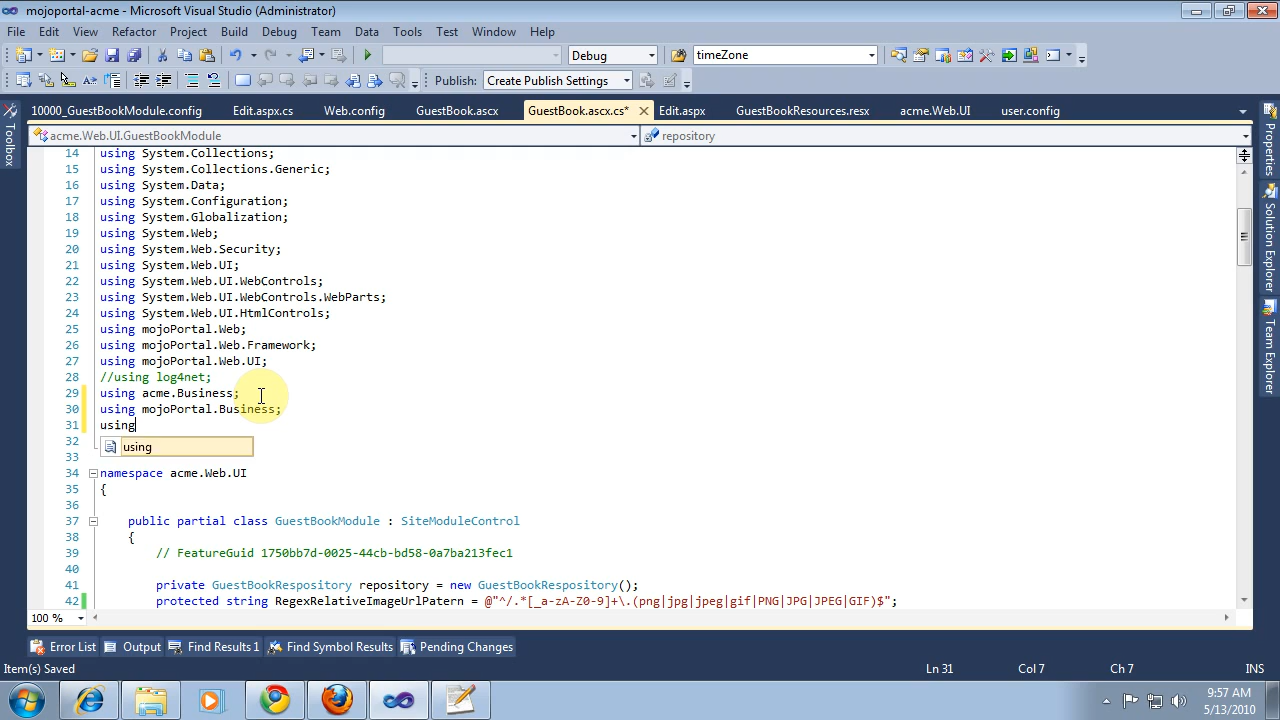 mojoportal-acme - Microsoft Visual Studio (Administrator)
File Edit View Refactor Project Build Debug Team Data Tools Test Window Help
Debug timeZone
Publish: Create Publish Settings
10000_GuestBookModule.config Edit.aspx.cs Web.config GuestBook.ascx GuestBook.ascx.cs* Edit.aspx GuestBookResources.resx acme.Web.UI user.config
acme.Web.UI.GuestBookModule repository
Toolbox
Properties
Solution Explorer
Team Explorer
14 using System.Collections;
15 using System.Collections.Generic;
16 using System.Data;
17 using System.Configuration;
18 using System.Globalization;
19 using System.Web;
20 using System.Web.Security;
21 using System.Web.UI;
22 using System.Web.UI.WebControls;
23 using System.Web.UI.WebControls.WebParts;
24 using System.Web.UI.HtmlControls;
25 using mojoPortal.Web;
26 using mojoPortal.Web.Framework;
27 using mojoPortal.Web.UI;
28 //using log4net;
29 using acme.Business;
30 using mojoPortal.Business;
31 using
32 using
33
34 namespace acme.Web.UI
35 {
36
37 public partial class GuestBookModule : SiteModuleControl
38 {
39 // FeatureGuid 1750bb7d-0025-44cb-bd58-0a7ba213fec1
40
41 private GuestBookRespository repository = new GuestBookRespository();
42 protected string RegexRelativeImageUrlPatern = @"^/.*[_a-zA-Z0-9]+\.(png|jpg|jpeg|gif|PNG|JPG|JPEG|GIF)$";
100 %
Error List Output Find Results 1 Find Symbol Results Pending Changes
Item(s) Saved Ln 31 Col 7 Ch 7 INS
9:57 AM
5/13/2010